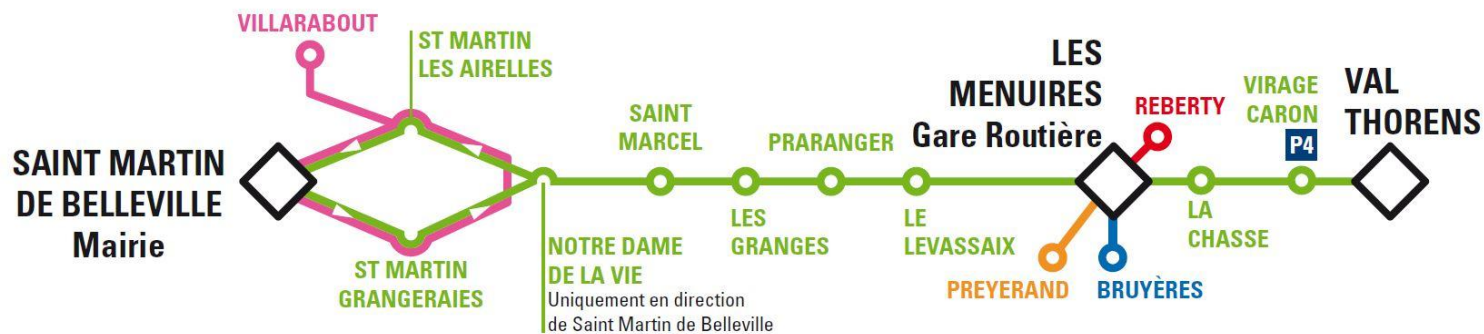 VILLARABOUT
ST MARTIN
LES AIRELLES
SAINT MARTIN
DE BELLEVILLE
Mairie
ST MARTIN
GRANGERAIES
NOTRE DAME
DE LA VIE
Uniquement en direction
de Saint Martin de Belleville
SAINT
MARCEL
LES
GRANGES
PRARANGER
LE
LEVASSAIX
LES
MENUIRES
Gare Routière
REBERTY
PREYERAND
BRUYÈRES
LA
CHASSE
VIRAGE
CARON
P4
VAL
THORENS